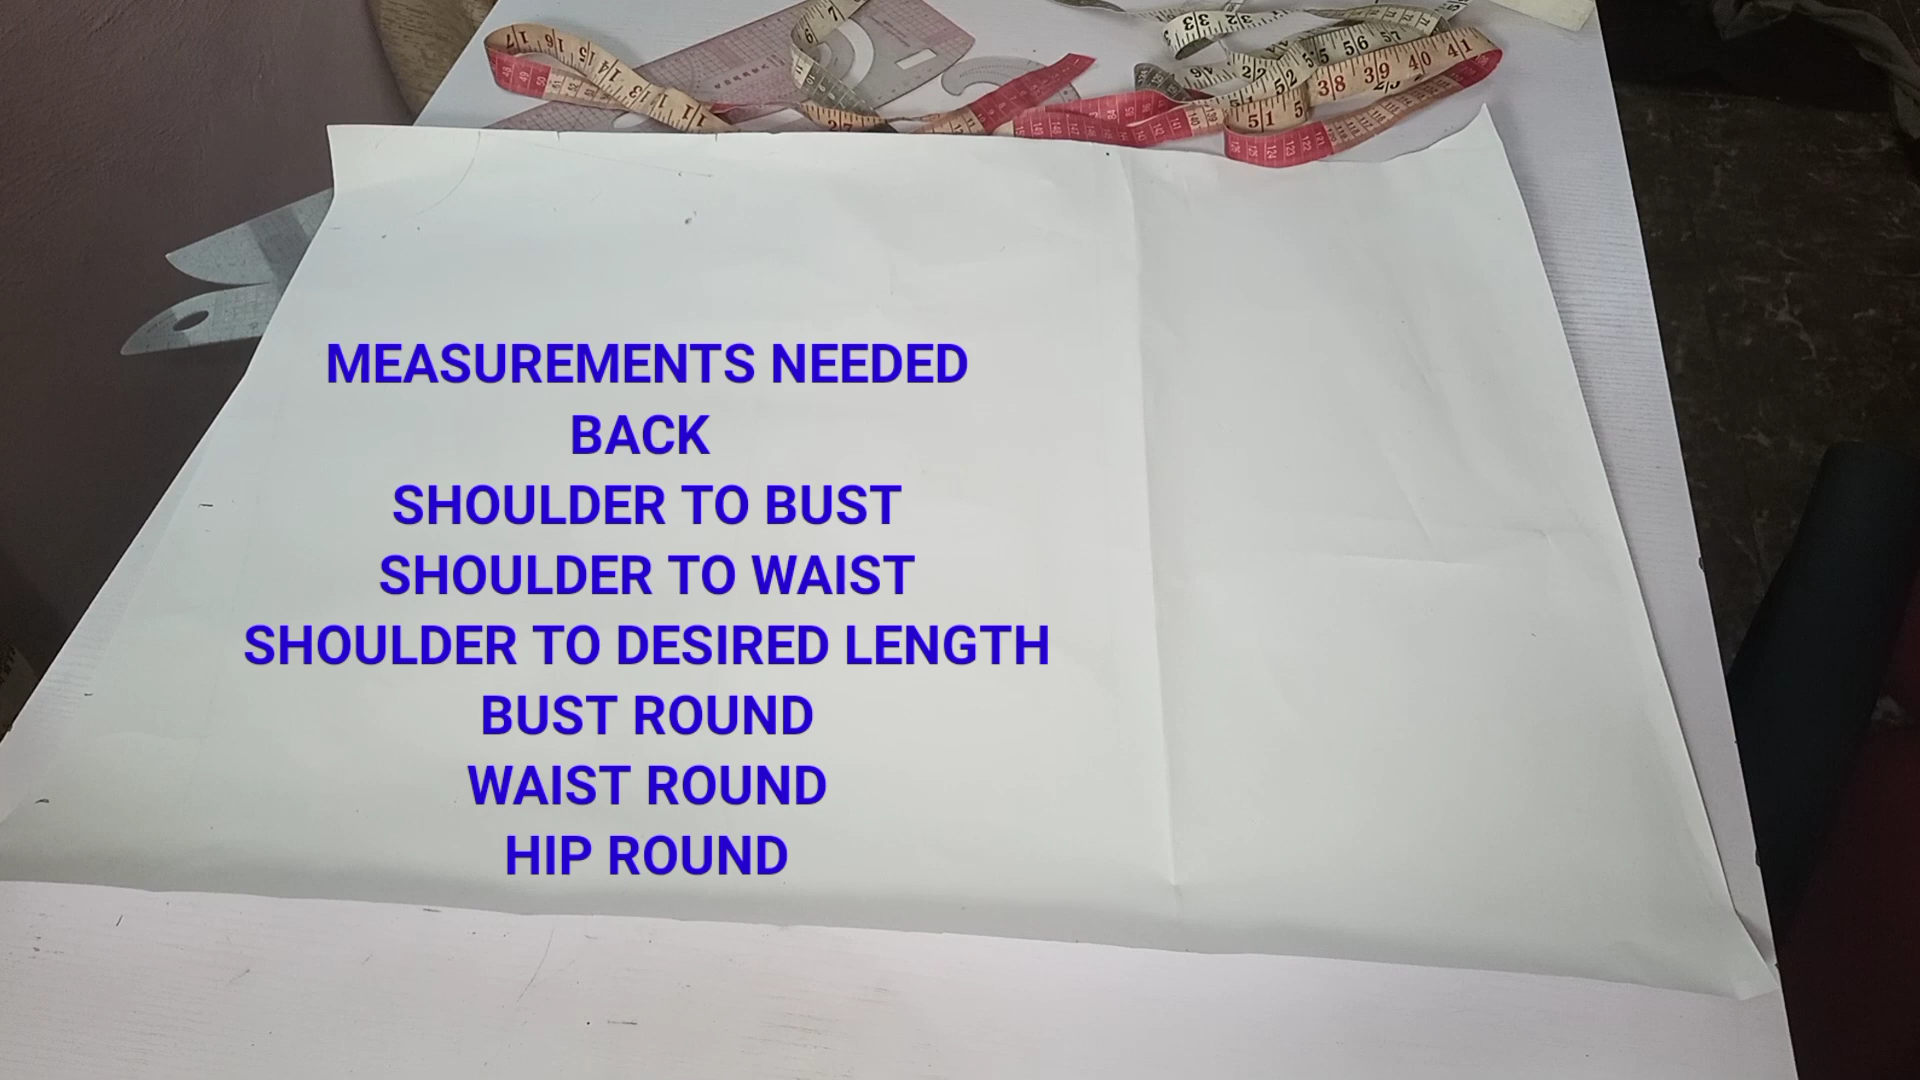 MEASUREMENTS NEEDED
BACK
SHOULDER TO BUST
SHOULDER TO WAIST
SHOULDER TO DESIRED LENGTH
BUST ROUND
WAIST ROUND
HIP ROUND